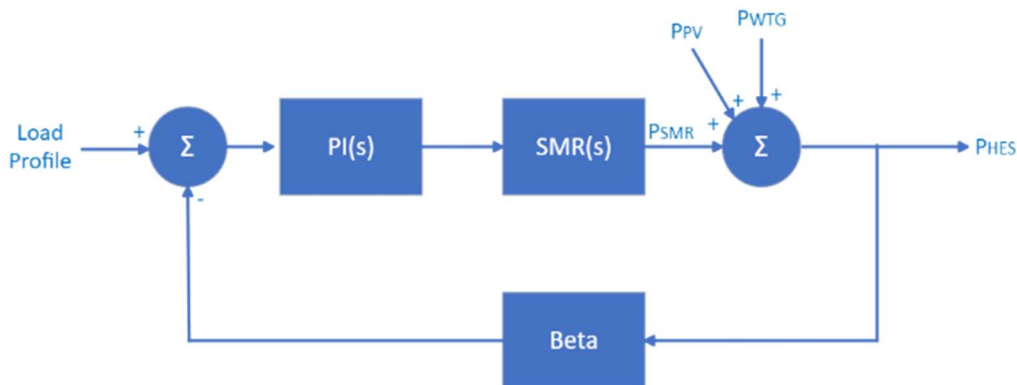 PPV
PWTG
Load
Profile
+
Σ
-
PI(s)
SMR(s)
PSMR
+
+
+
Σ
PHES
Beta